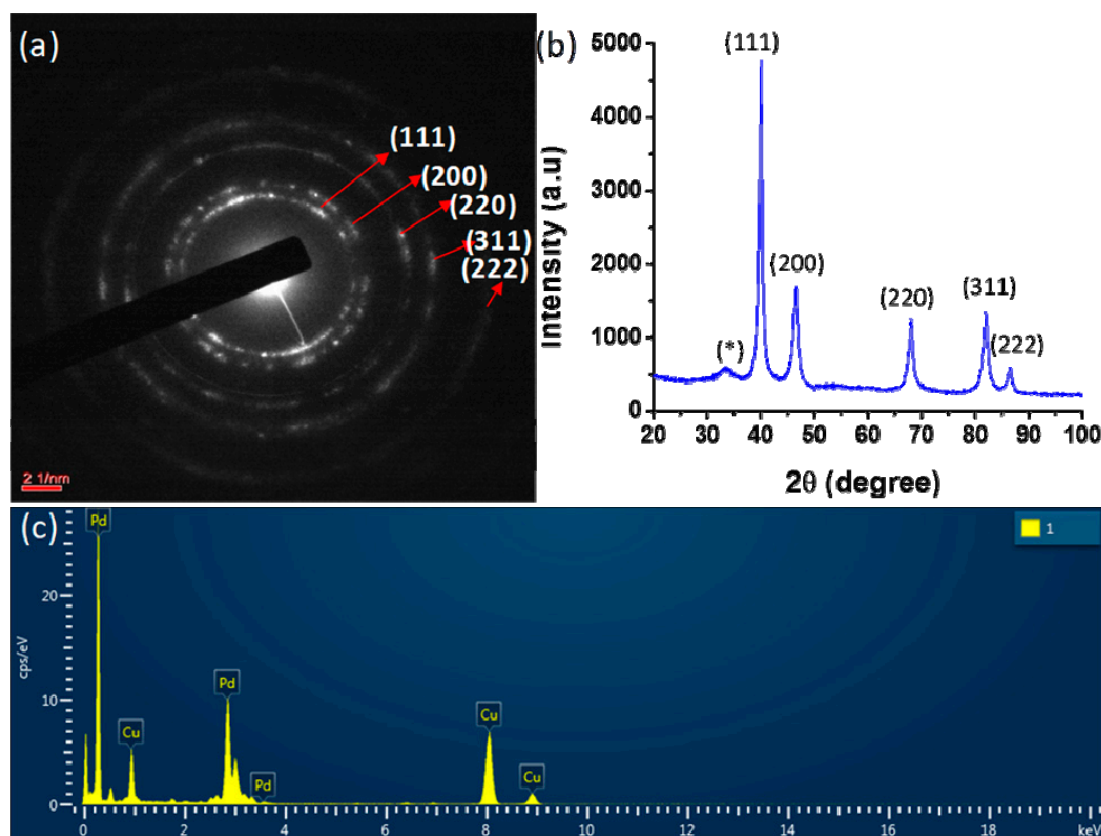 (a)
(111)
(200)
(220)
(311)
(222)
2 1/nm
(b)
5000
4000
3000
2000
1000
0
Intensity (a.u)
(111)
(200)
(220)
(311)
(222)
(*)
20 30 40 50 60 70 80 90 100
2θ (degree)
(c)
1
Pd
Cu
Pd
Pd
Cu
Cu
cps/eV
20
10
0
0 2 4 6 8 10 12 14 16 18 keV